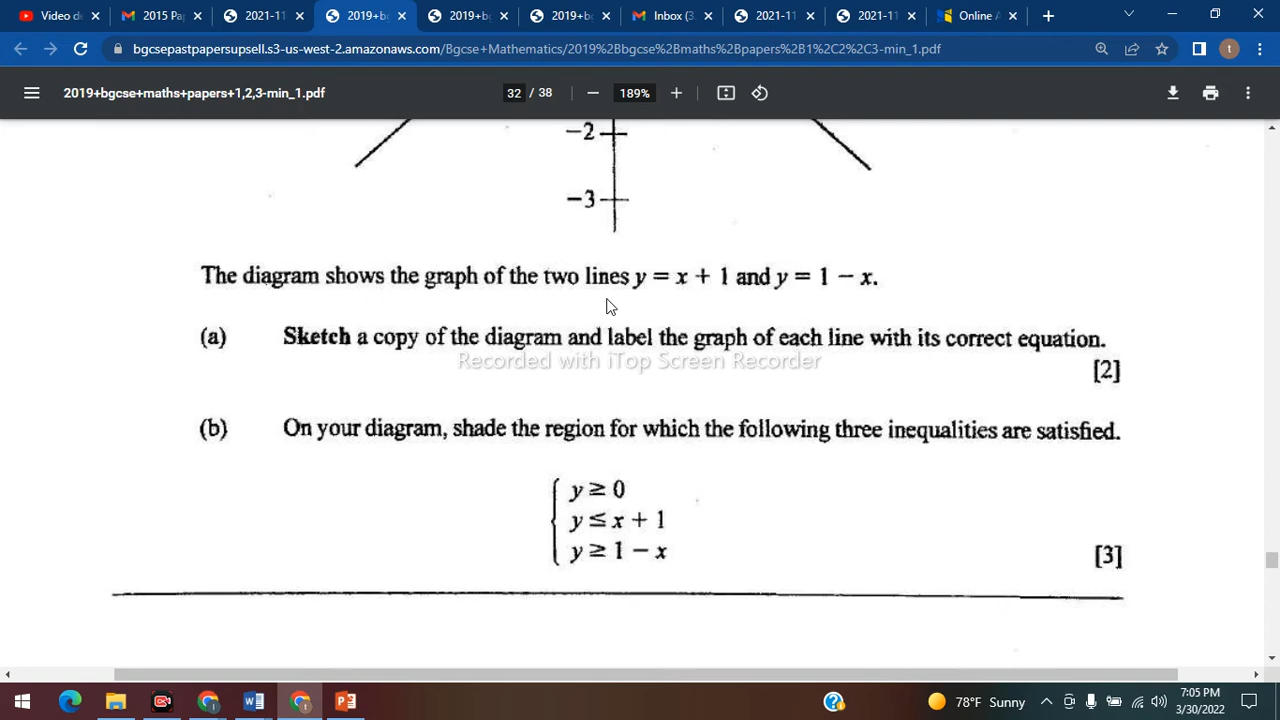 Video de
2015 Pa
2021-11
2019+b
2019+b
2019+b
Inbox (3
2021-11
2021-11
Online A
bgcsepastpapersupsell.s3-us-west-2.amazonaws.com/Bgcse+Mathematics/2019%2Bbgcse%2Bmaths%2Bpapers%2B1%2C2%2C3-min_1.pdf
t
2019+bgcse+maths+papers+1,2,3-min_1.pdf
32 / 38
189%
−2
−3
The diagram shows the graph of the two lines y = x + 1 and y = 1 − x.
(a) Sketch a copy of the diagram and label the graph of each line with its correct equation.
Recorded with iTop Screen Recorder
[2]
(b) On your diagram, shade the region for which the following three inequalities are satisfied.
y ≥ 0
y ≤ x + 1
y ≥ 1 − x
[3]
78°F Sunny
7:05 PM
3/30/2022